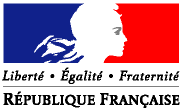 Liberté • Égalité • Fraternité
RÉPUBLIQUE FRANÇAISE